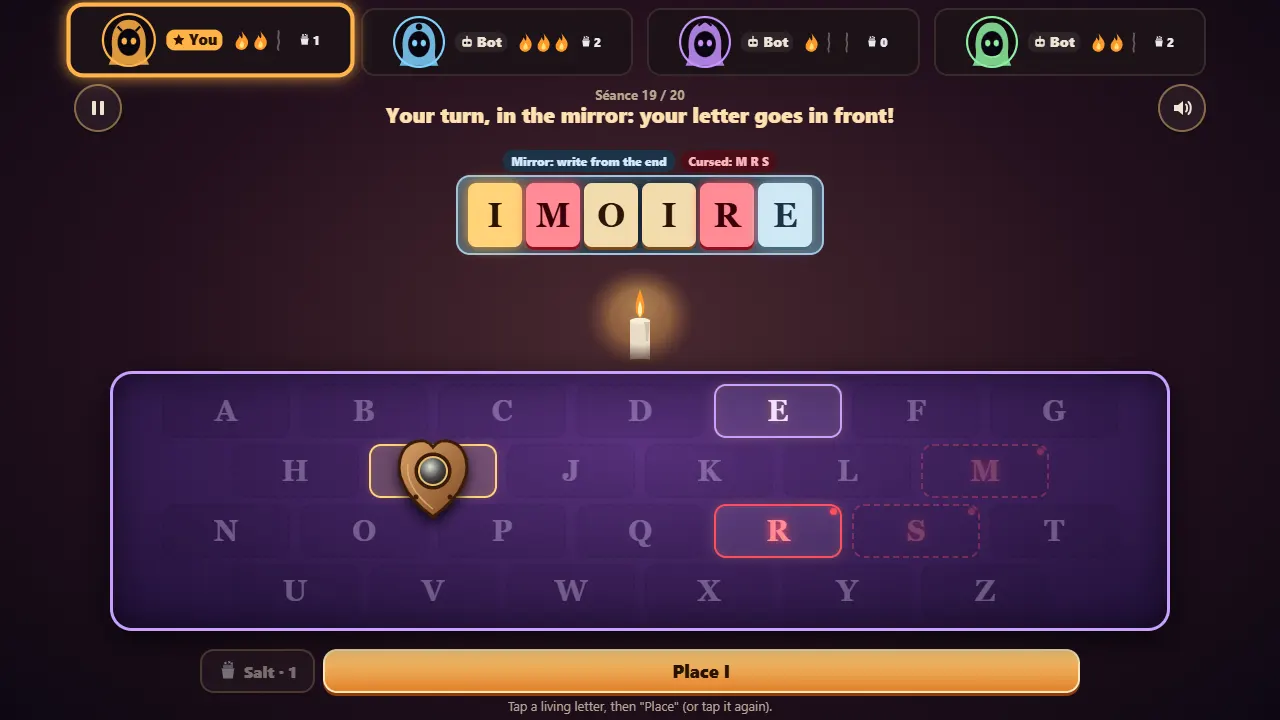 ★ You 1
Bot 2
Bot 0
Bot 2
Séance 19 / 20
Your turn, in the mirror: your letter goes in front!
Mirror: write from the end Cursed: M R S
I M O I R E
A B C D E F G
H J K L M
N O P Q R S T
U V W X Y Z
Salt · 1 Place I
Tap a living letter, then "Place" (or tap it again).